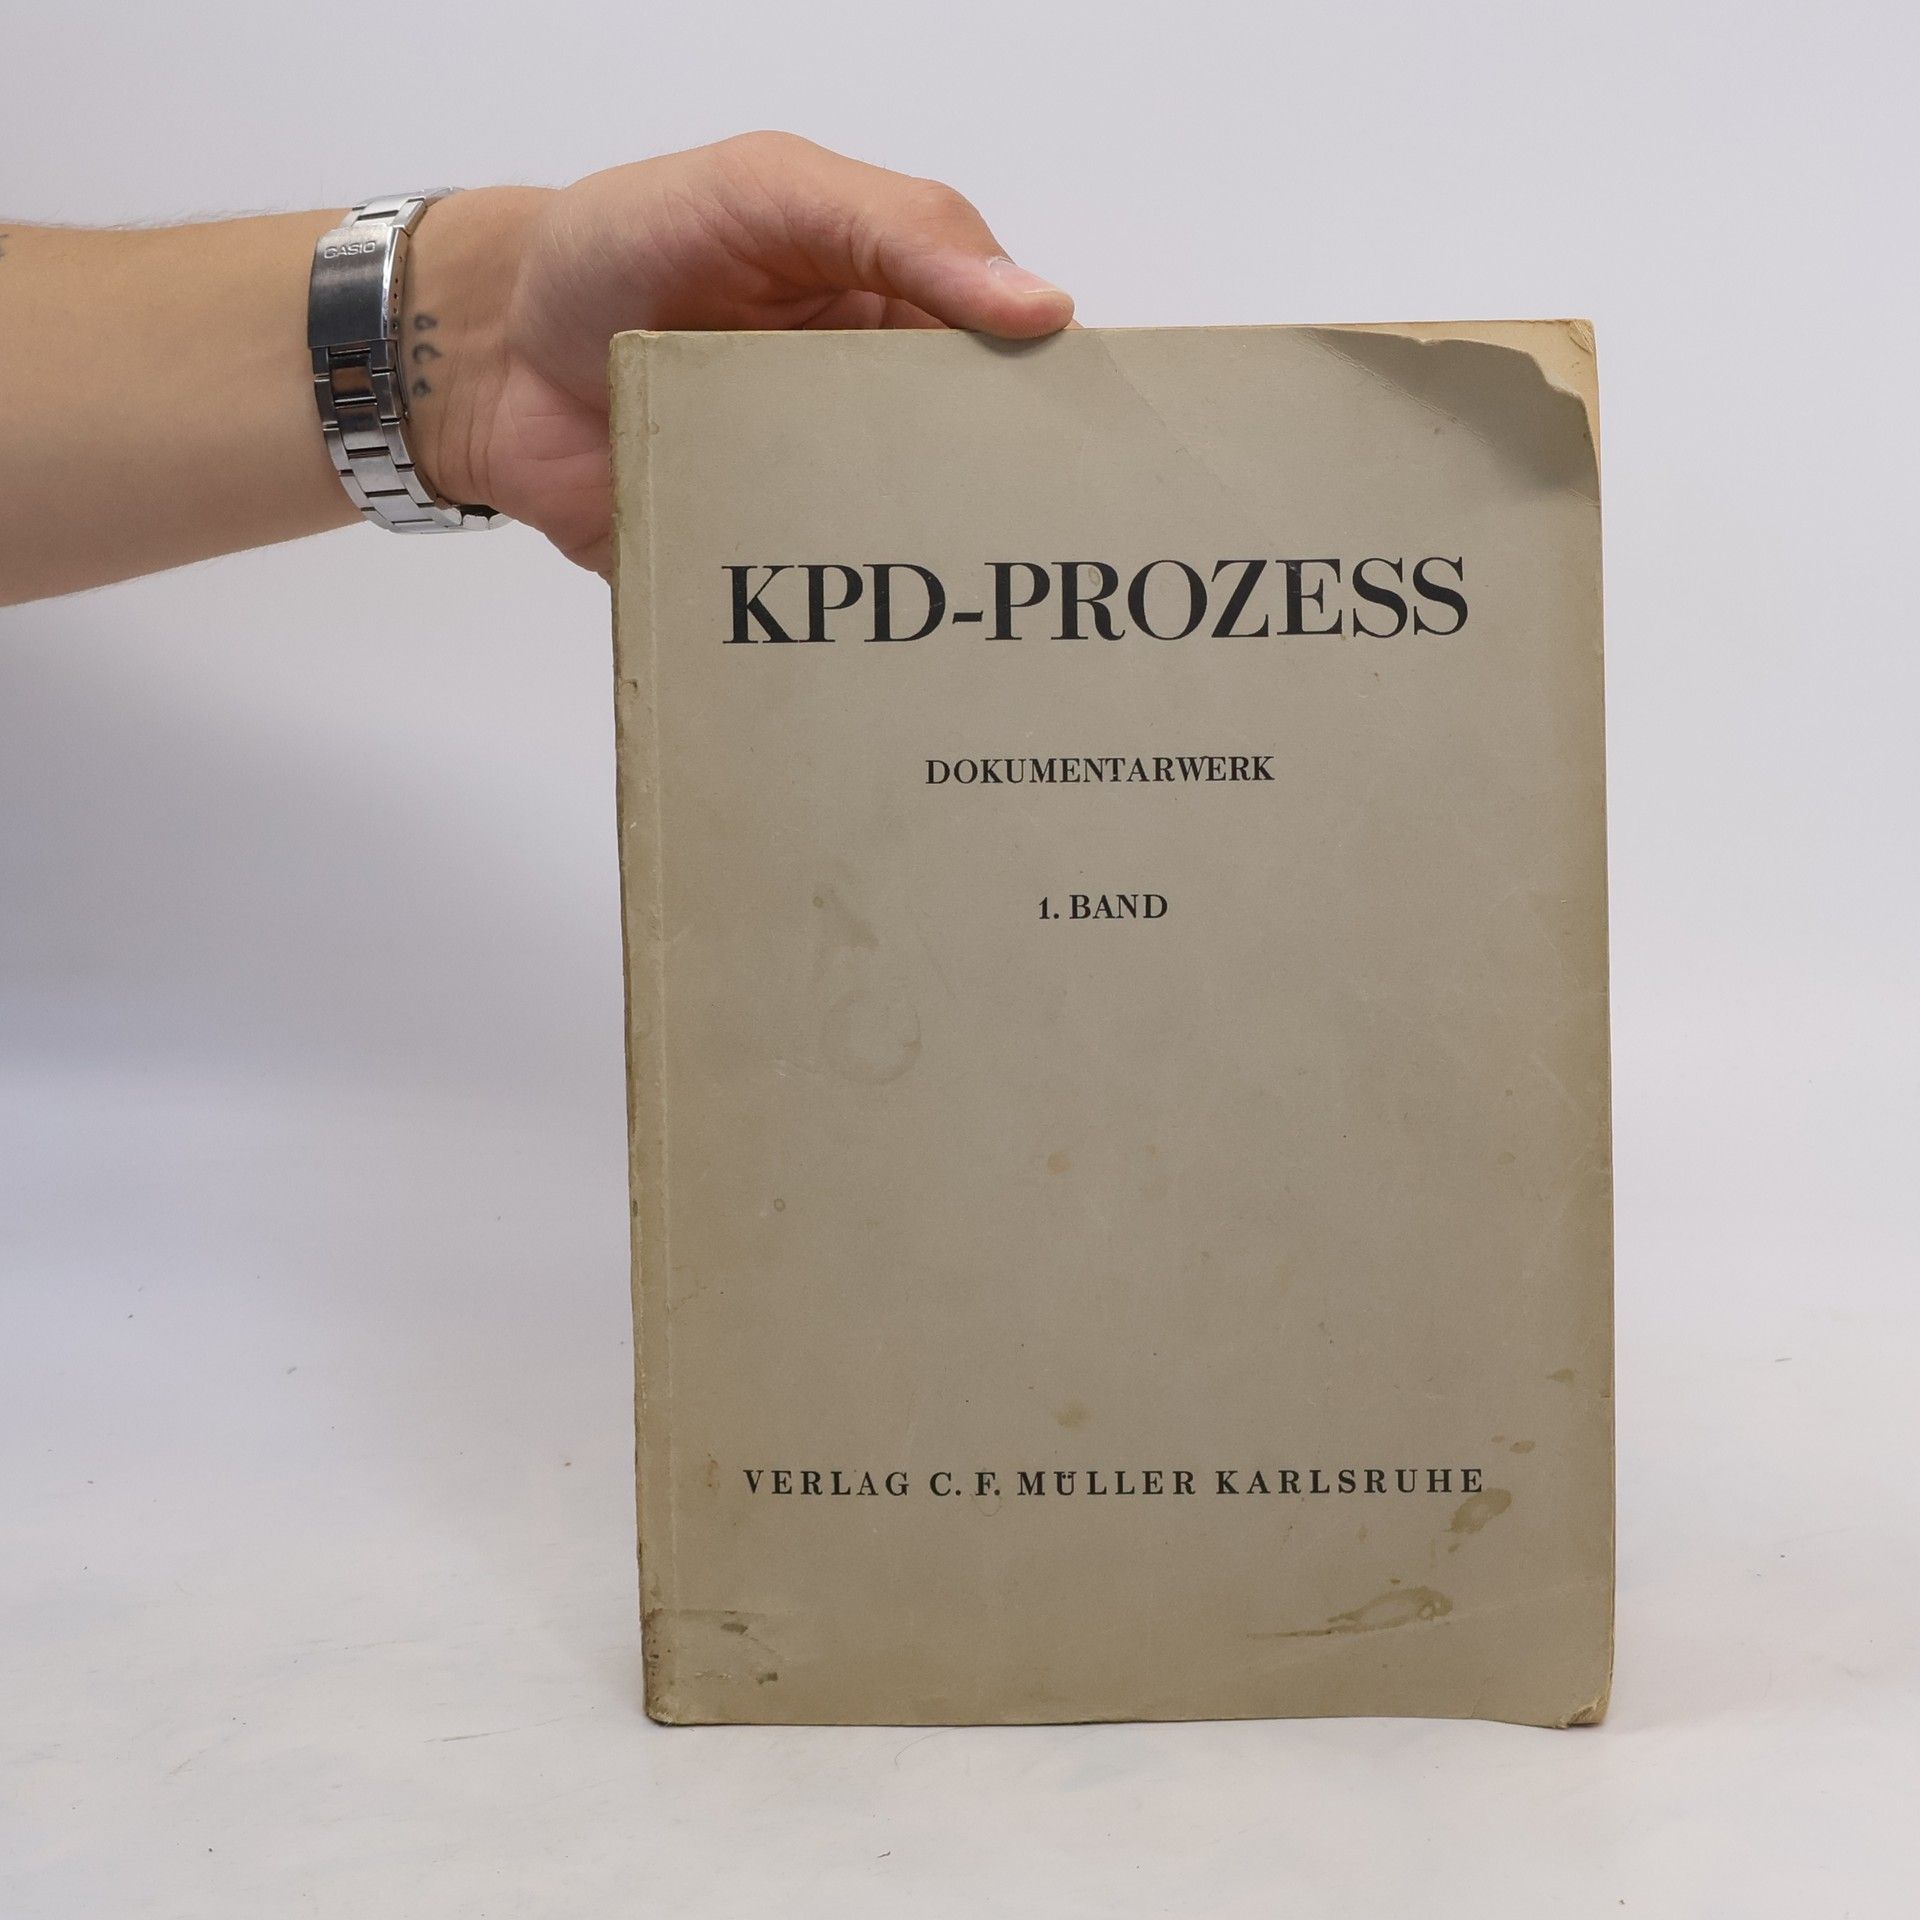 CASIO
KPD-PROZESS
DOKUMENTARWERK
1. BAND
VERLAG C. F. MÜLLER KARLSRUHE